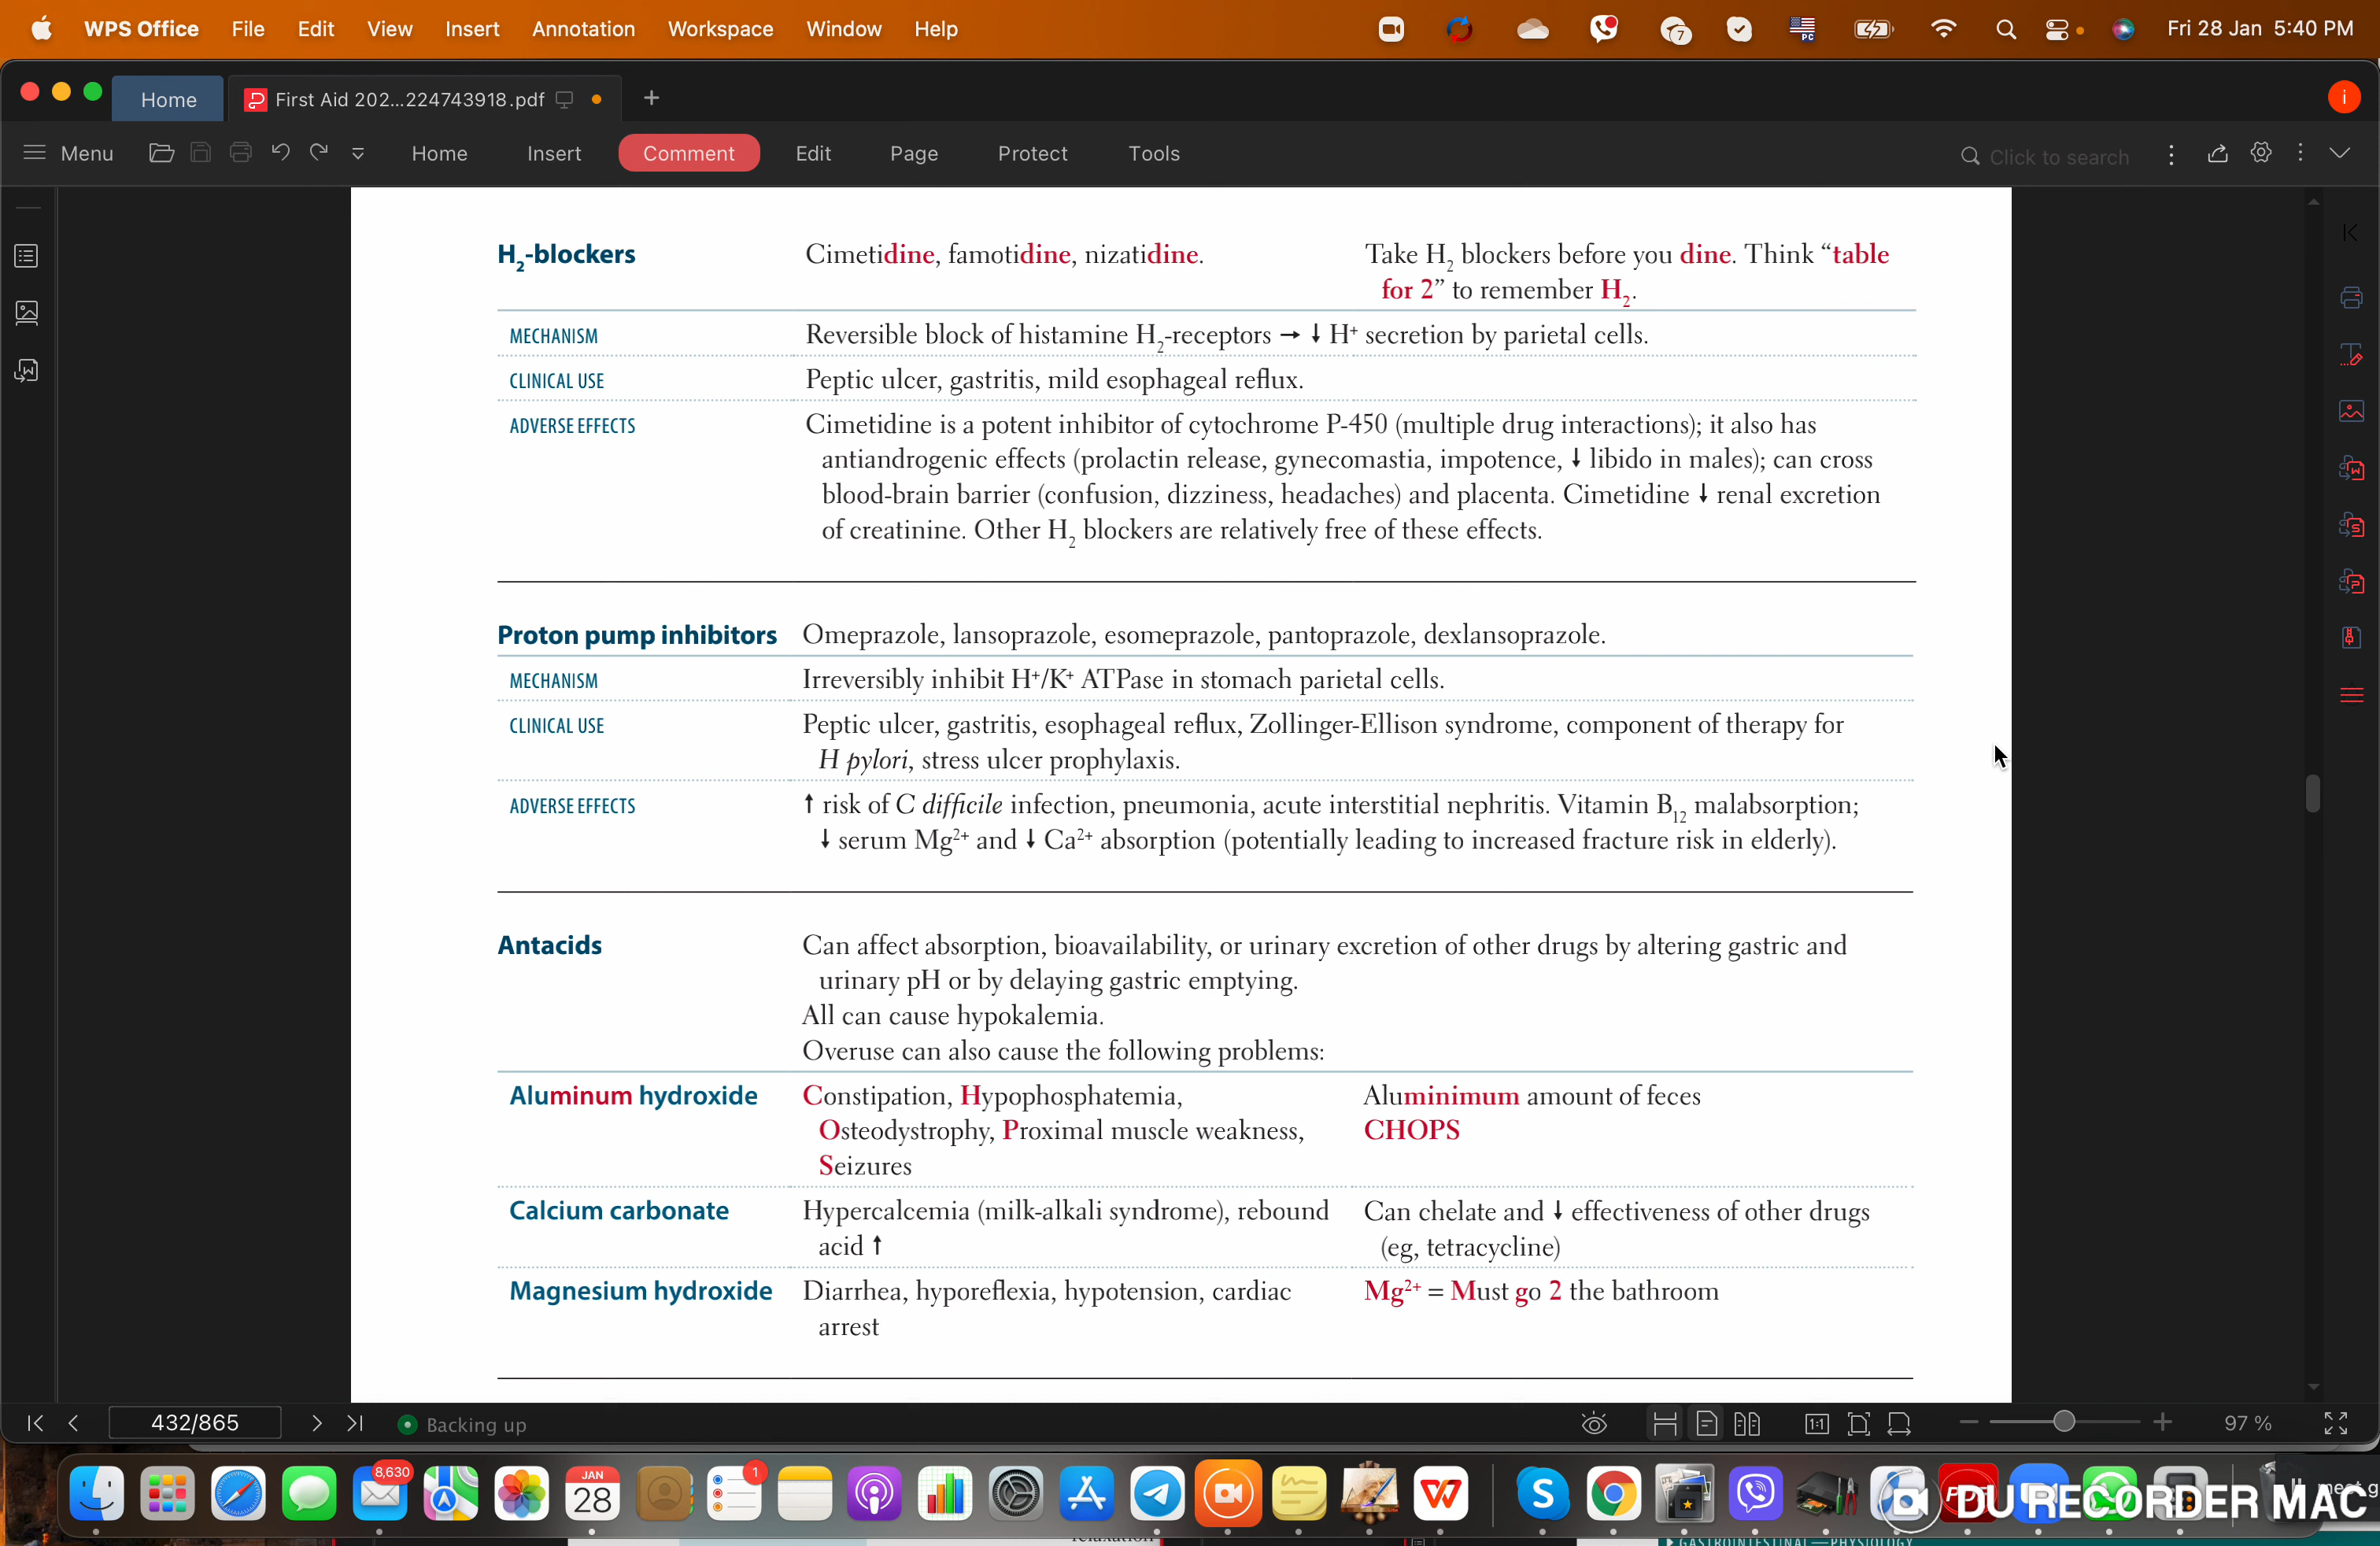 WPS Office File Edit View Insert Annotation Workspace Window Help 7 PC Fri 28 Jan 5:40 PM
Home First Aid 202...224743918.pdf + i
Menu Home Insert Comment Edit Page Protect Tools Click to search
H2-blockers Cimetidine, famotidine, nizatidine. Take H2 blockers before you dine. Think “table
for 2” to remember H2.
MECHANISM Reversible block of histamine H2-receptors → ↓ H+ secretion by parietal cells.
CLINICAL USE Peptic ulcer, gastritis, mild esophageal reflux.
ADVERSE EFFECTS Cimetidine is a potent inhibitor of cytochrome P-450 (multiple drug interactions); it also has
antiandrogenic effects (prolactin release, gynecomastia, impotence, ↓ libido in males); can cross
blood-brain barrier (confusion, dizziness, headaches) and placenta. Cimetidine ↓ renal excretion
of creatinine. Other H2 blockers are relatively free of these effects.
Proton pump inhibitors Omeprazole, lansoprazole, esomeprazole, pantoprazole, dexlansoprazole.
MECHANISM Irreversibly inhibit H+/K+ ATPase in stomach parietal cells.
CLINICAL USE Peptic ulcer, gastritis, esophageal reflux, Zollinger-Ellison syndrome, component of therapy for
H pylori, stress ulcer prophylaxis.
ADVERSE EFFECTS ↑ risk of C difficile infection, pneumonia, acute interstitial nephritis. Vitamin B12 malabsorption;
↓ serum Mg2+ and ↓ Ca2+ absorption (potentially leading to increased fracture risk in elderly).
Antacids Can affect absorption, bioavailability, or urinary excretion of other drugs by altering gastric and
urinary pH or by delaying gastric emptying.
All can cause hypokalemia.
Overuse can also cause the following problems:
Aluminum hydroxide Constipation, Hypophosphatemia, Aluminimum amount of feces
Osteodystrophy, Proximal muscle weakness, CHOPS
Seizures
Calcium carbonate Hypercalcemia (milk-alkali syndrome), rebound Can chelate and ↓ effectiveness of other drugs
acid ↑ (eg, tetracycline)
Magnesium hydroxide Diarrhea, hyporeflexia, hypotension, cardiac Mg2+ = Must go 2 the bathroom
arrest
432/865 Backing up 1:1 97 %
8,630 JAN 28 1
DU RECORDER MAC
GASTROINTESTINAL—PHYSIOLOGY